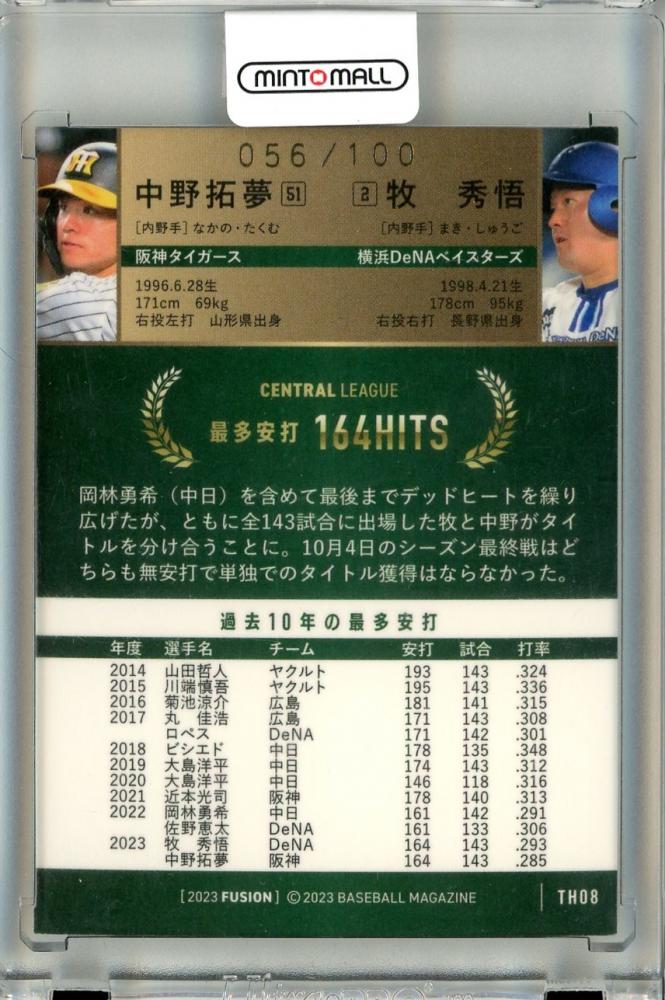 MINTMALL
056/100
中野拓夢 51 2 牧 秀悟
[内野手] なかの・たくむ [内野手] まき・しゅうご
阪神タイガース 横浜DeNAベイスターズ
1996.6.28生 1998.4.21生
171cm 69kg 178cm 95kg
右投左打 山形県出身 右投右打 長野県出身
CENTRAL LEAGUE
最多安打 164HITS
岡林勇希（中日）を含めて最後までデッドヒートを繰り
広げたが、ともに全143試合に出場した牧と中野がタイ
トルを分け合うことに。10月4日のシーズン最終戦はど
ちらも無安打で単独でのタイトル獲得はならなかった。
過去10年の最多安打
年度 選手名 チーム 安打 試合 打率
2014 山田哲人 ヤクルト 193 143 .324
2015 川端慎吾 ヤクルト 195 143 .336
2016 菊池涼介 広島 181 141 .315
2017 丸 佳浩 広島 171 143 .308
ロペス DeNA 171 142 .301
2018 ビシエド 中日 178 135 .348
2019 大島洋平 中日 174 143 .312
2020 大島洋平 中日 146 118 .316
2021 近本光司 阪神 178 140 .313
2022 岡林勇希 中日 161 142 .291
佐野恵太 DeNA 161 133 .306
2023 牧 秀悟 DeNA 164 143 .293
中野拓夢 阪神 164 143 .285
[2023 FUSION] ©2023 BASEBALL MAGAZINE TH08